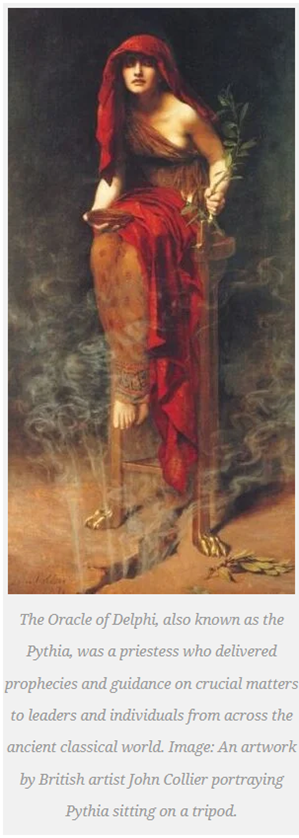 The Oracle of Delphi, also known as the
Pythia, was a priestess who delivered
prophecies and guidance on crucial matters
to leaders and individuals from across the
ancient classical world. Image: An artwork
by British artist John Collier portraying
Pythia sitting on a tripod.